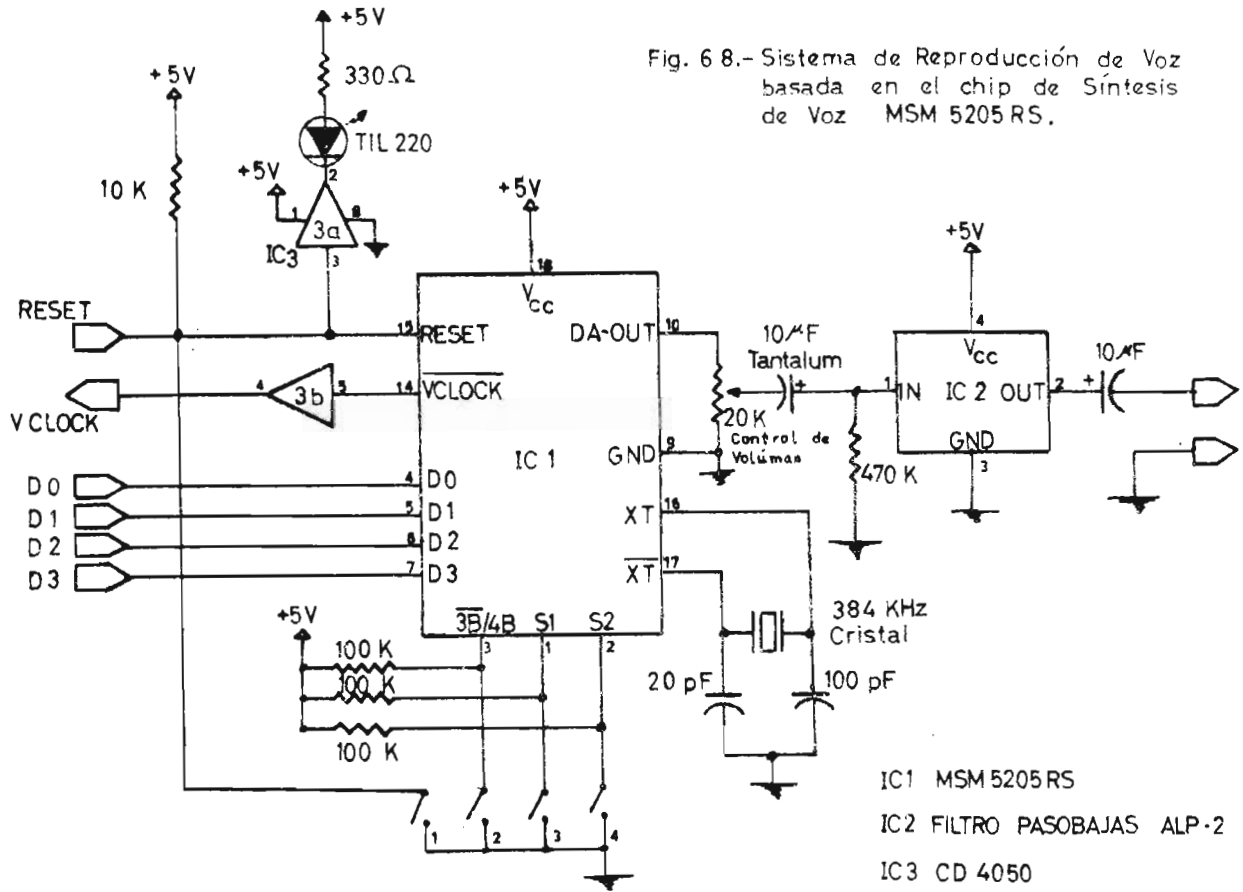 +5V
Fig. 6 8.- Sistema de Reproducción de Voz
basada en el chip de Síntesis
de Voz MSM 5205 RS.
+5V
330Ω
TIL 220
10 K
+5V
2
1
3a
8
IC3
3
+5V
+5V
18
Vcc
RESET
RESET
DA-OUT
10
10µF
Tantalum
4
Vcc
10µF
4
3b
5
14
VCLOCK
V CLOCK
20K
Control de
Volúman
1
IN
IC 2
OUT
2
+
+
GND
3
IC 1
GND
9
470 K
D0
4
D0
D1
5
D1
D2
6
D2
D3
7
D3
XT
16
XT
17
384 KHz
Cristal
+5V
3B/4B
S1
S2
3
1
2
100 K
100 K
100 K
20 pF
100 pF
1
2
3
4
IC1 MSM 5205 RS
IC2 FILTRO PASOBAJAS ALP-2
IC3 CD 4050